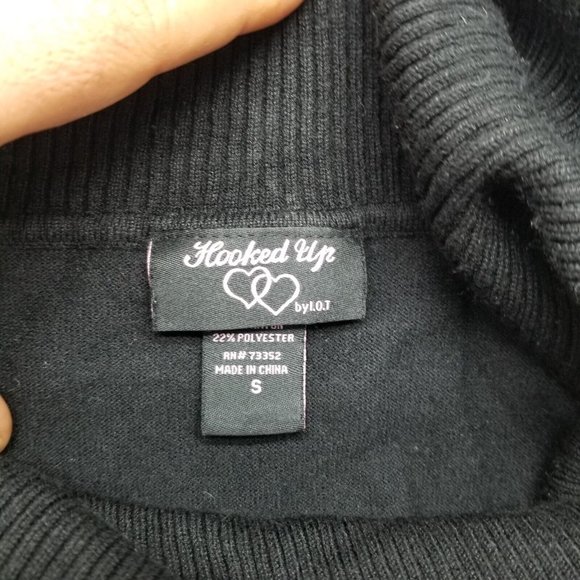 Hooked Up
by I.O.T
22% POLYESTER
RN# 73352
MADE IN CHINA
S